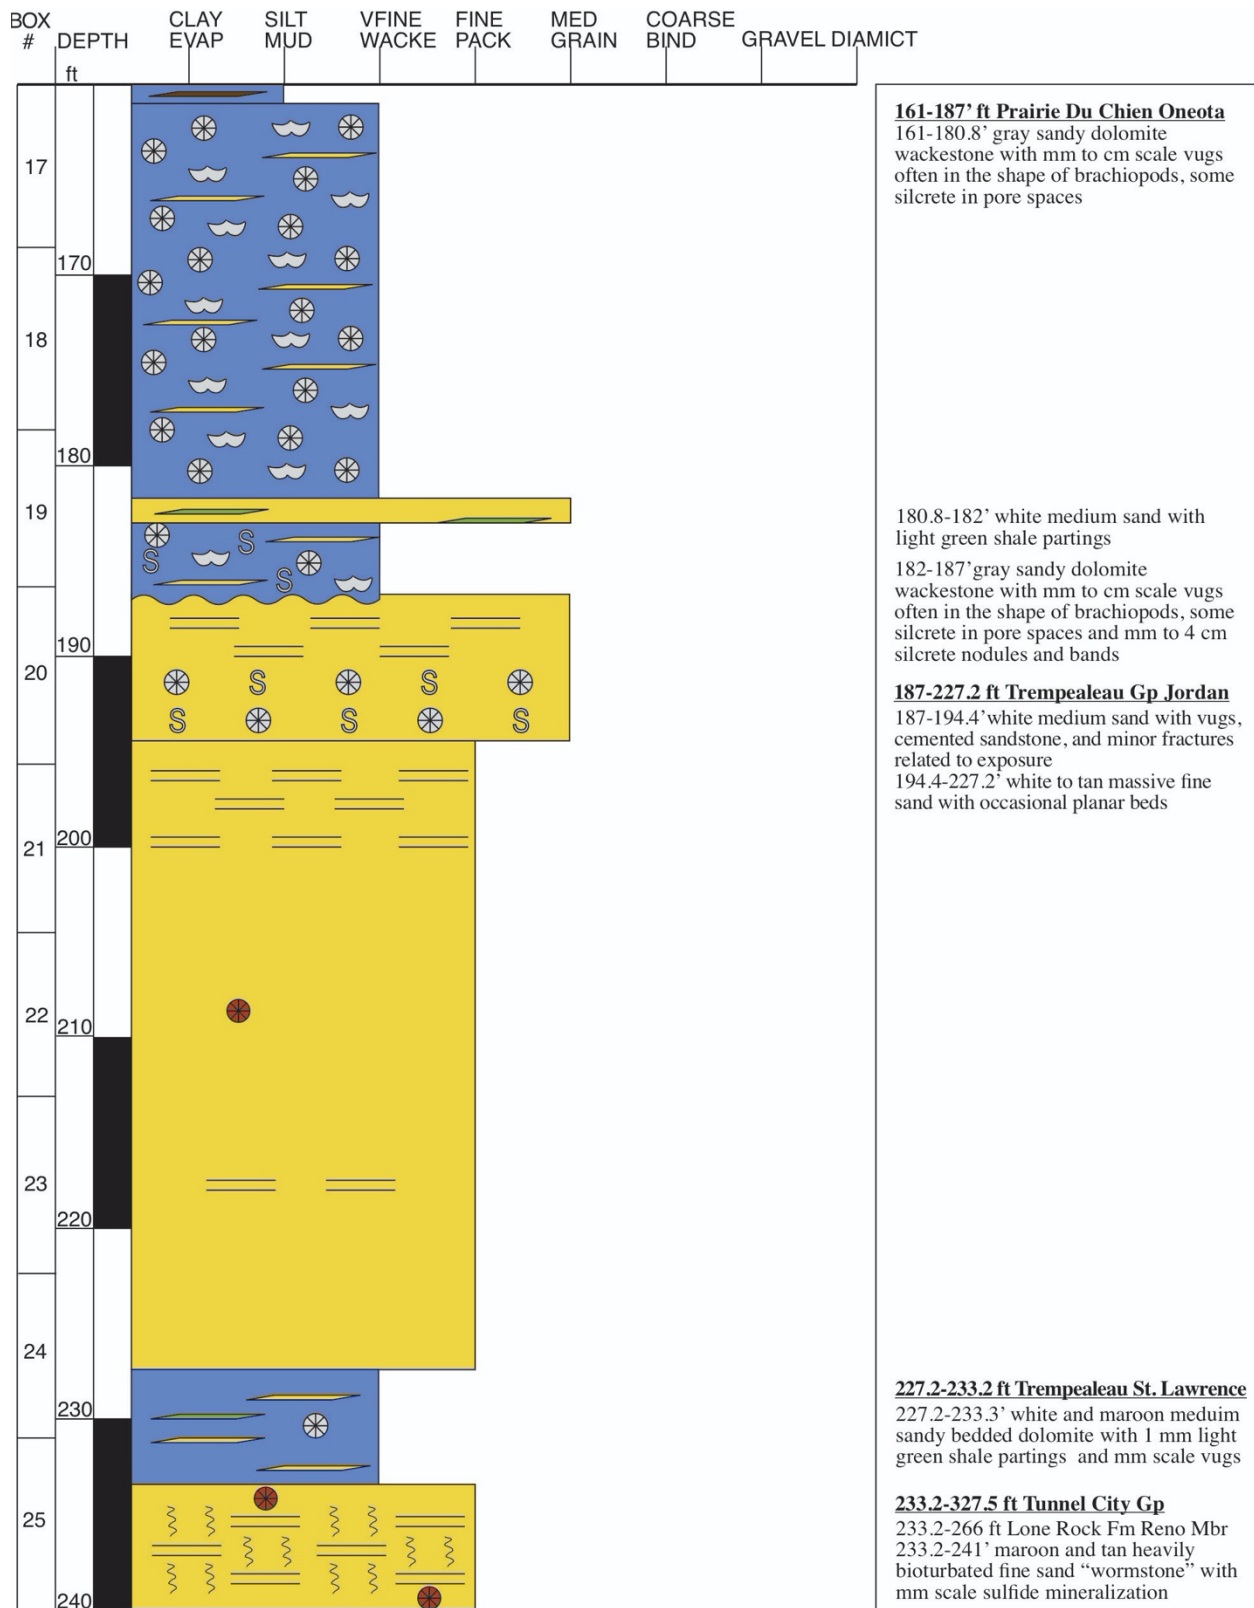 BOX
#
DEPTH
ft
CLAY
EVAP
SILT
MUD
VFINE
WACKE
FINE
PACK
MED
GRAIN
COARSE
BIND
GRAVEL DIAMICT
161-187’ ft Prairie Du Chien Oneota
161-180.8’ gray sandy dolomite
wackestone with mm to cm scale vugs
often in the shape of brachiopods, some
silcrete in pore spaces
17
170
18
180
19
180.8-182’ white medium sand with
light green shale partings
S
S
S
182-187’gray sandy dolomite
wackestone with mm to cm scale vugs
often in the shape of brachiopods, some
silcrete in pore spaces and mm to 4 cm
silcrete nodules and bands
190
20
S S
S S S
187-227.2 ft Trempealeau Gp Jordan
187-194.4’white medium sand with vugs,
cemented sandstone, and minor fractures
related to exposure
194.4-227.2’ white to tan massive fine
sand with occasional planar beds
200
21
22
210
23
220
24
230
227.2-233.2 ft Trempealeau St. Lawrence
227.2-233.3’ white and maroon meduim
sandy bedded dolomite with 1 mm light
green shale partings and mm scale vugs
25
240
233.2-327.5 ft Tunnel City Gp
233.2-266 ft Lone Rock Fm Reno Mbr
233.2-241’ maroon and tan heavily
bioturbated fine sand “wormstone” with
mm scale sulfide mineralization